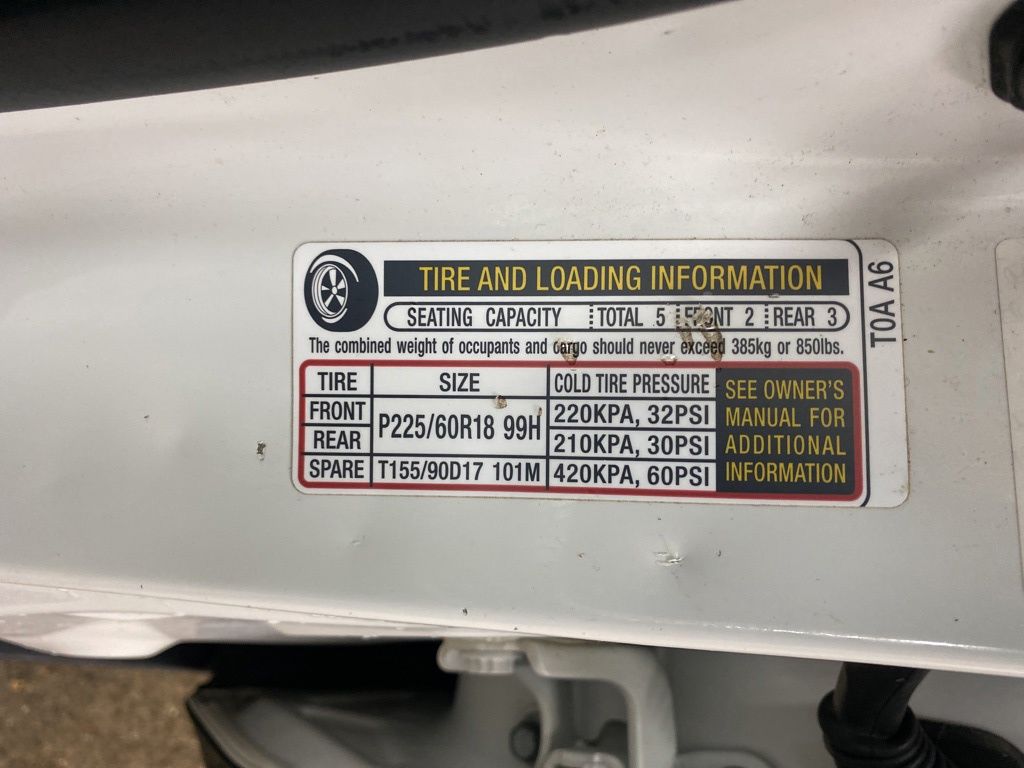 TIRE AND LOADING INFORMATION
SEATING CAPACITY TOTAL 5 FRONT 2 REAR 3
The combined weight of occupants and cargo should never exceed 385kg or 850lbs.
TIRE SIZE COLD TIRE PRESSURE
FRONT P225/60R18 99H 220KPA, 32PSI
REAR 210KPA, 30PSI
SPARE T155/90D17 101M 420KPA, 60PSI
SEE OWNER'S
MANUAL FOR
ADDITIONAL
INFORMATION
T0A A6